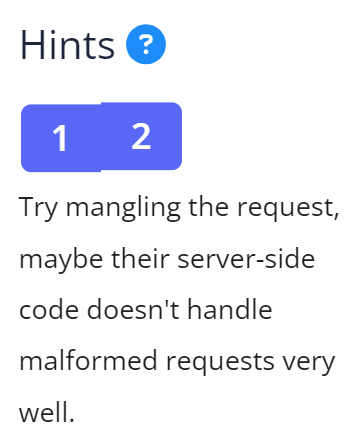 Hints ?
1 2
Try mangling the request,
maybe their server-side
code doesn't handle
malformed requests very
well.